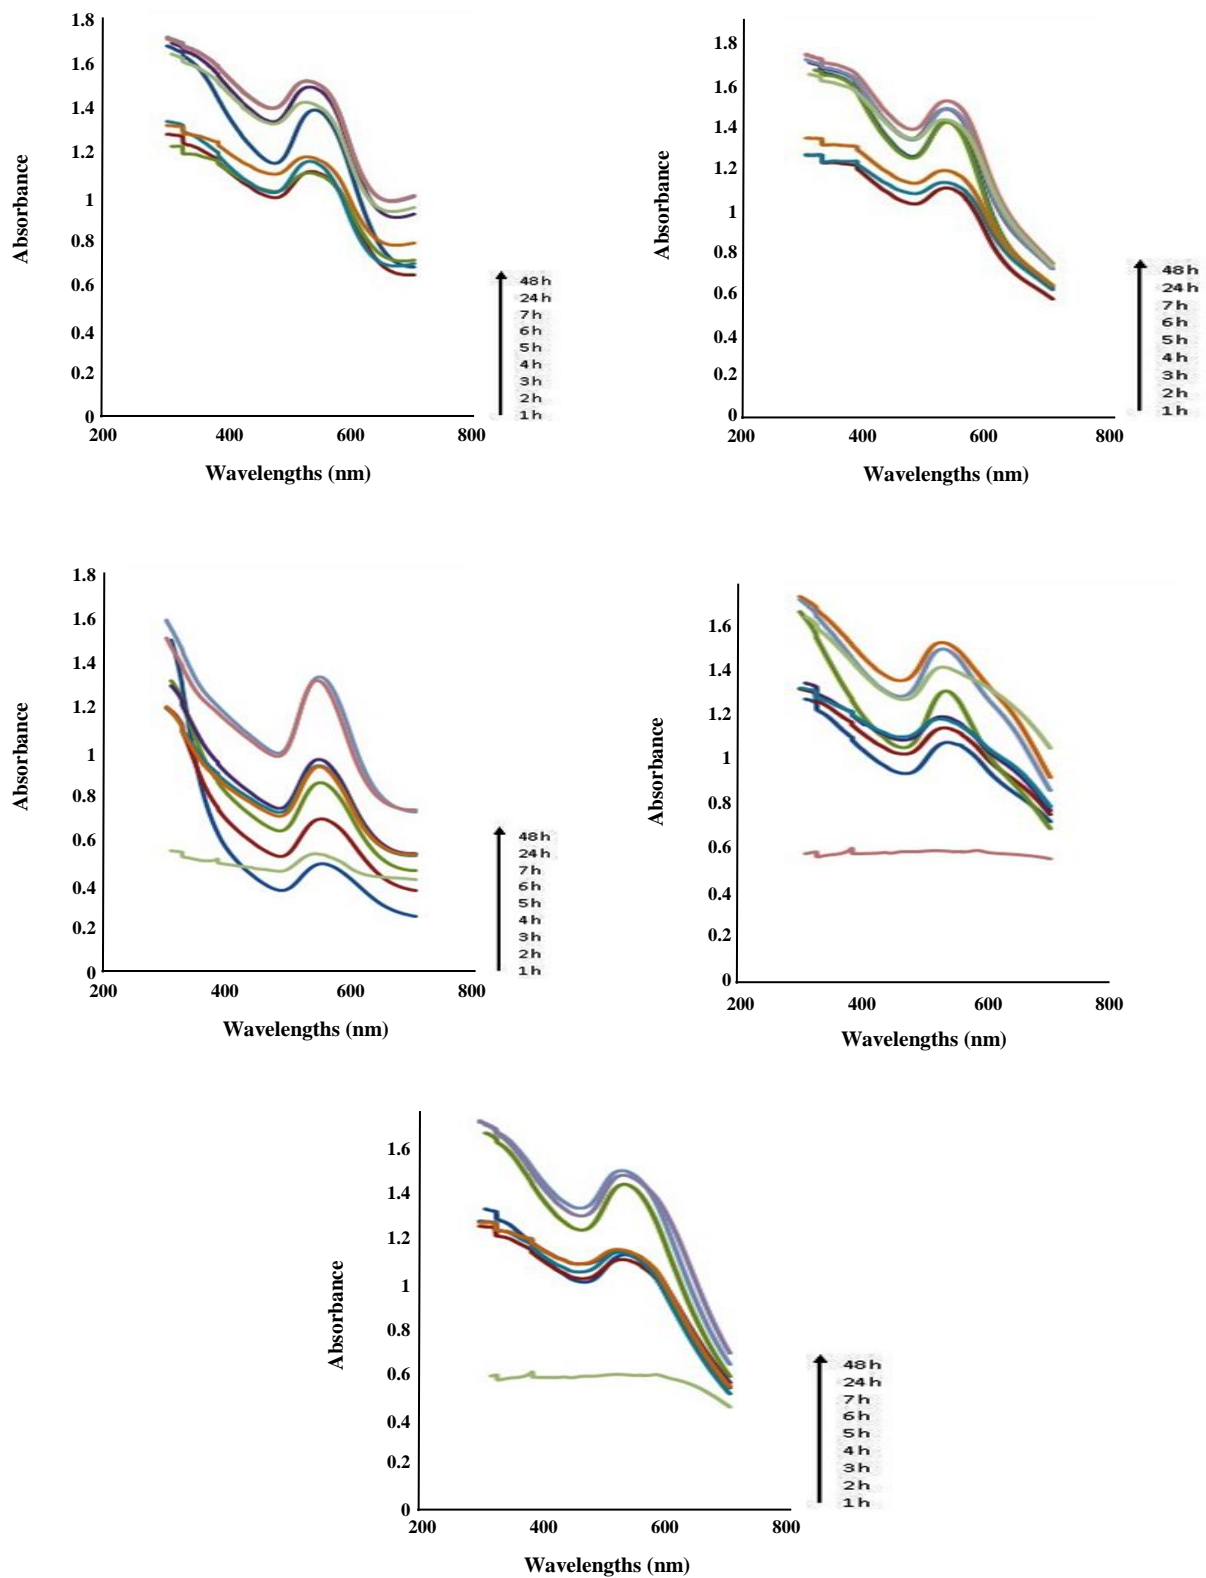 1.8
1.6
1.4
1.2
1
0.8
0.6
0.4
0.2
0
Absorbance
200 400 600 800
Wavelengths (nm)
48h
24h
7h
6h
5h
4h
3h
2h
1h
1.8
1.6
1.4
1.2
1
0.8
0.6
0.4
0.2
0
Absorbance
200 400 600 800
Wavelengths (nm)
48h
24h
7h
6h
5h
4h
3h
2h
1h
1.8
1.6
1.4
1.2
1
0.8
0.6
0.4
0.2
0
Absorbance
200 400 600 800
Wavelengths (nm)
48h
24h
7h
6h
5h
4h
3h
2h
1h
1.6
1.4
1.2
1
0.8
0.6
0.4
0.2
0
Absorbance
200 400 600 800
Wavelengths (nm)
1.6
1.4
1.2
1
0.8
0.6
0.4
0.2
0
Absorbance
200 400 600 800
Wavelengths (nm)
48h
24h
7h
6h
5h
4h
3h
2h
1h